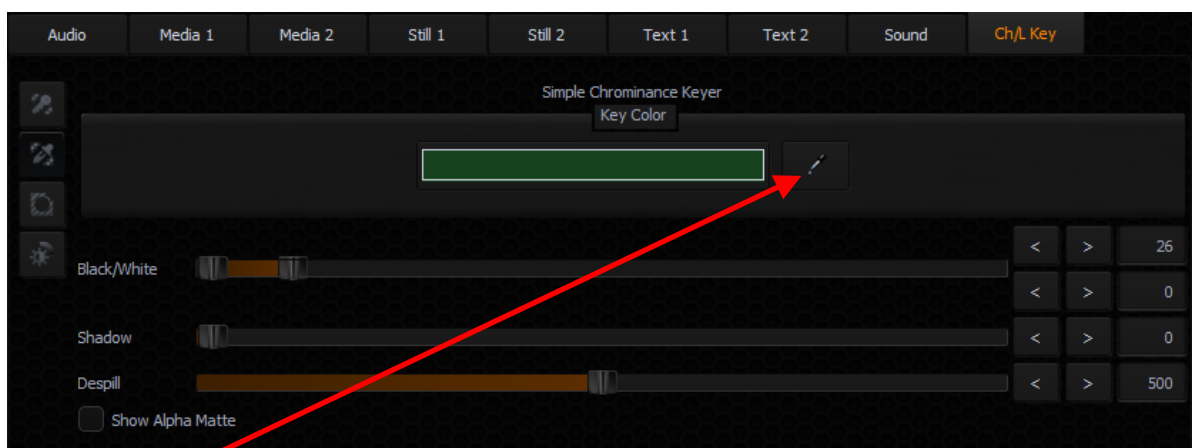 Audio Media 1 Media 2 Still 1 Still 2 Text 1 Text 2 Sound Ch/L Key
Simple Chrominance Keyer
Key Color
Black/White < > 26
< > 0
Shadow < > 0
Despill < > 500
Show Alpha Matte